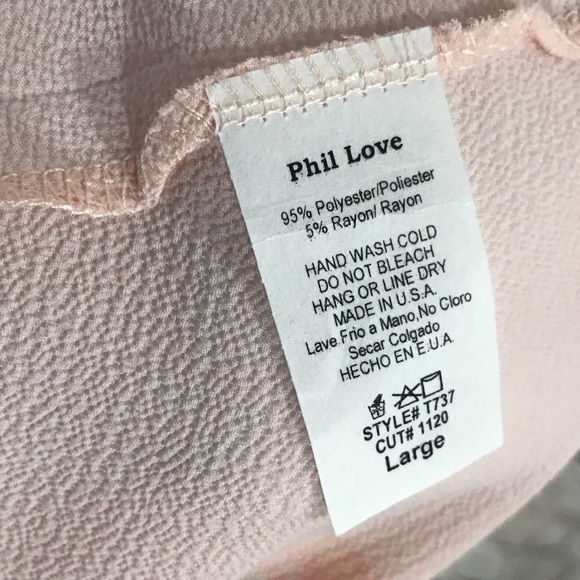 Phil Love
95% Polyester/Poliester
5% Rayon/ Rayon
HAND WASH COLD
DO NOT BLEACH
HANG OR LINE DRY
MADE IN U.S.A.
Lave Frio a Mano,No Cloro
Secar Colgado
HECHO EN E.U.A.
STYLE# T737
CUT# 1120
Large